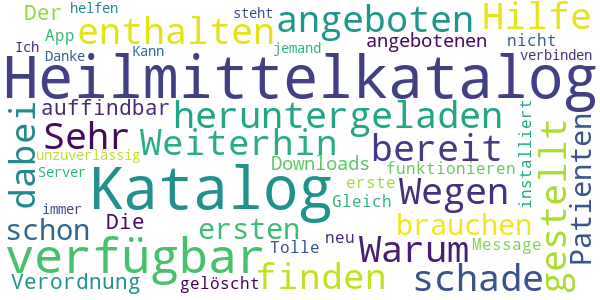 Der helfen steht angeboten Hilfe
App enthalten jemand angebotenen nicht
Ich Danke Kann verbinden
Heilmittelkatalog
dabei auffindbar heruntergeladen installiert gestellt Patienten
Sehr Weiterhin bereit
unzuverlässig Downloads funktionieren
Server Katalog erste Wegen
immer Die Gleich brauchen
schon ersten Tolle neu Warum Message
verfügbar finden schade
Verordnung gelöscht